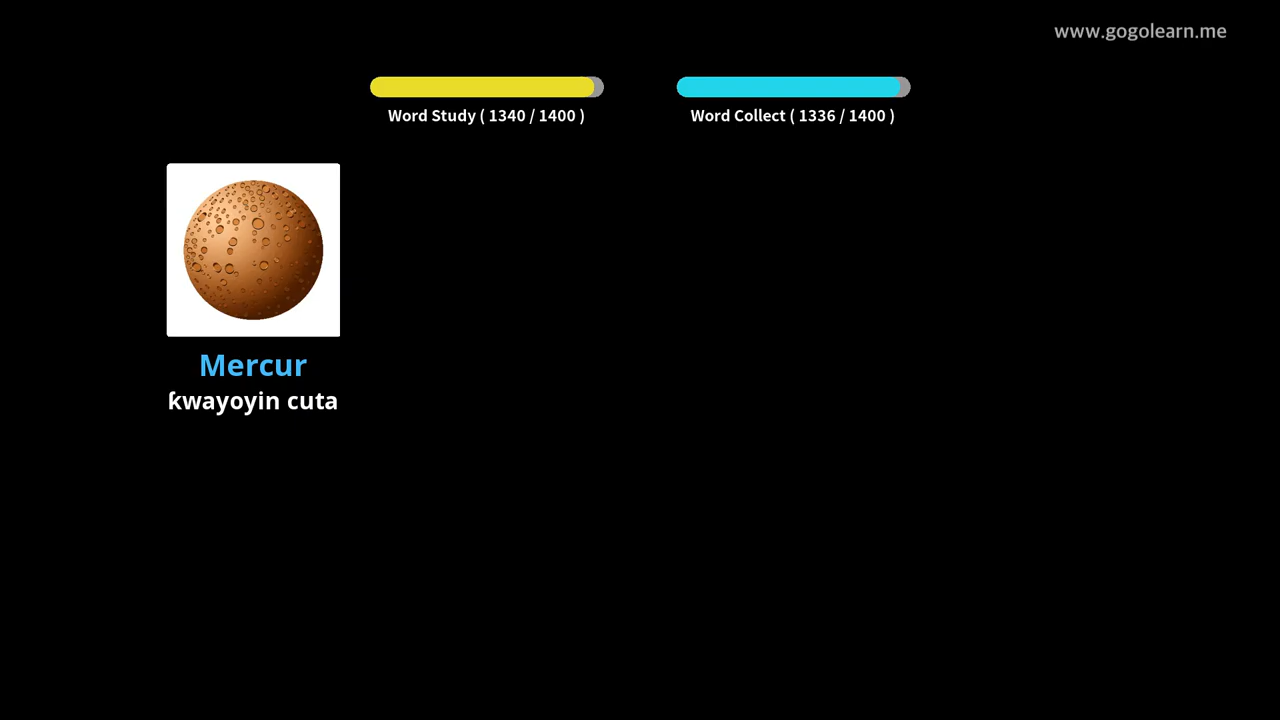 www.gogolearn.me
Word Study ( 1340 / 1400 )
Word Collect ( 1336 / 1400 )
Mercur
ƙwayoyin cuta